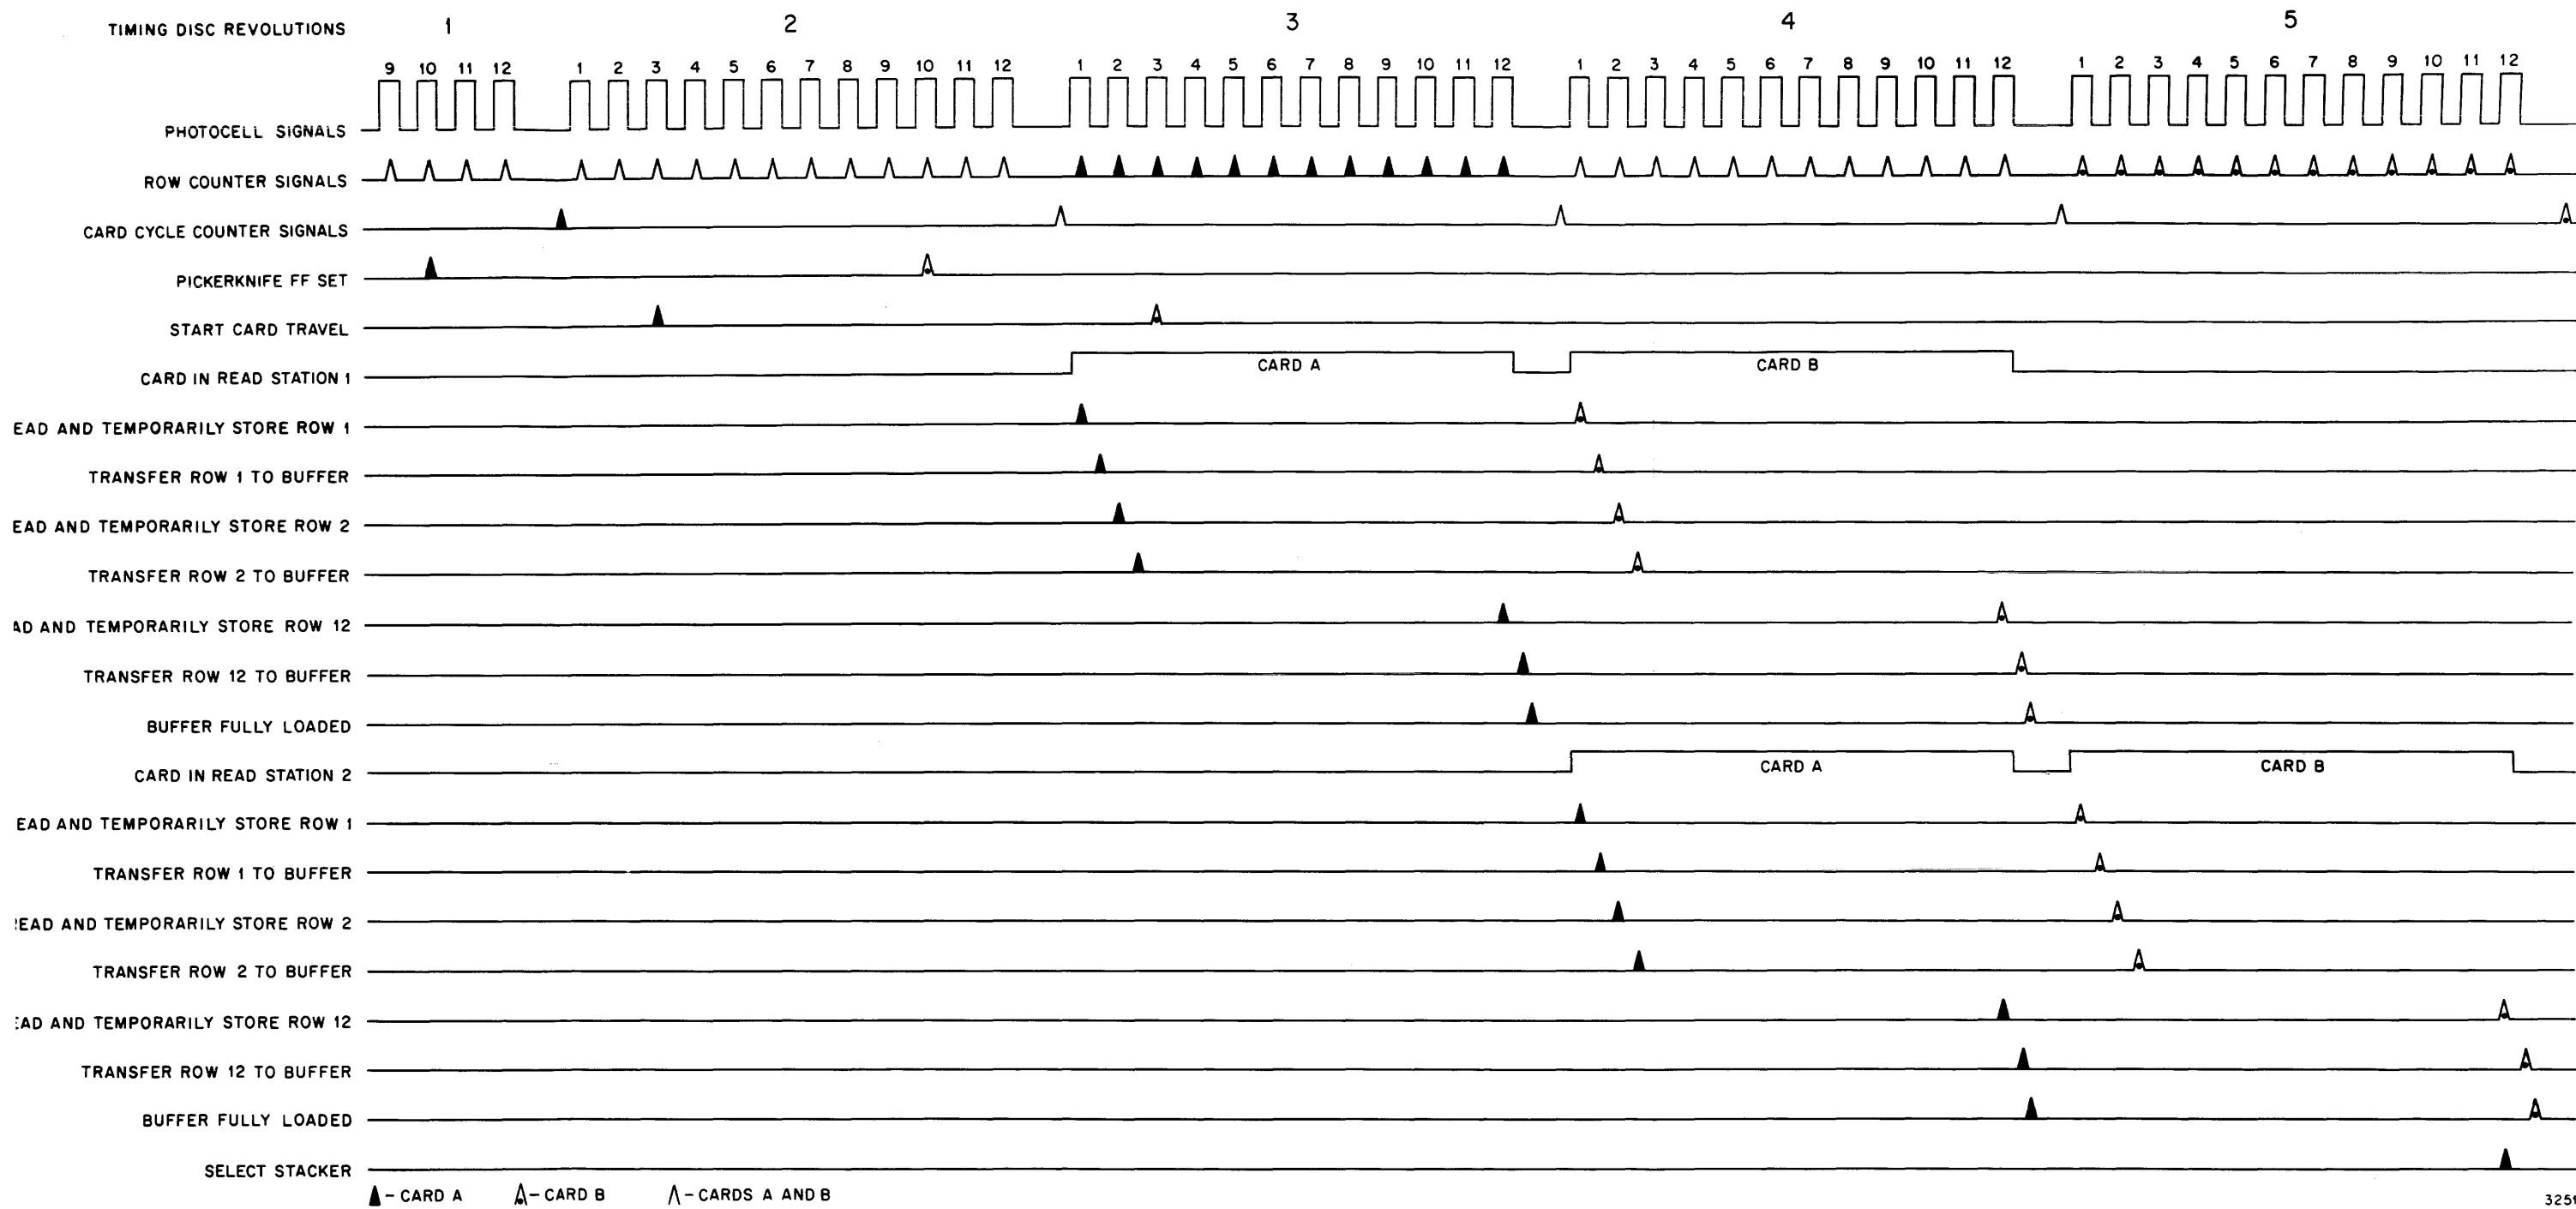 TIMING DISC REVOLUTIONS 1 2 3 4 5
9 10 11 12 1 2 3 4 5 6 7 8 9 10 11 12 1 2 3 4 5 6 7 8 9 10 11 12 1 2 3 4 5 6 7 8 9 10 11 12 1 2 3 4 5 6 7 8 9 10 11 12
PHOTOCELL SIGNALS
ROW COUNTER SIGNALS
CARD CYCLE COUNTER SIGNALS
PICKERKNIFE FF SET
START CARD TRAVEL
CARD IN READ STATION 1 CARD A CARD B
EAD AND TEMPORARILY STORE ROW 1
TRANSFER ROW 1 TO BUFFER
EAD AND TEMPORARILY STORE ROW 2
TRANSFER ROW 2 TO BUFFER
AD AND TEMPORARILY STORE ROW 12
TRANSFER ROW 12 TO BUFFER
BUFFER FULLY LOADED
CARD IN READ STATION 2 CARD A CARD B
EAD AND TEMPORARILY STORE ROW 1
TRANSFER ROW 1 TO BUFFER
EAD AND TEMPORARILY STORE ROW 2
TRANSFER ROW 2 TO BUFFER
EAD AND TEMPORARILY STORE ROW 12
TRANSFER ROW 12 TO BUFFER
BUFFER FULLY LOADED
SELECT STACKER
- CARD A - CARD B - CARDS A AND B